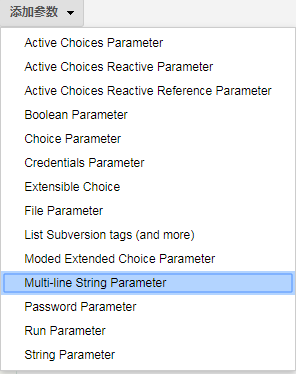 添加参数
Active Choices Parameter
Active Choices Reactive Parameter
Active Choices Reactive Reference Parameter
Boolean Parameter
Choice Parameter
Credentials Parameter
Extensible Choice
File Parameter
List Subversion tags (and more)
Moded Extended Choice Parameter
Multi-line String Parameter
Password Parameter
Run Parameter
String Parameter